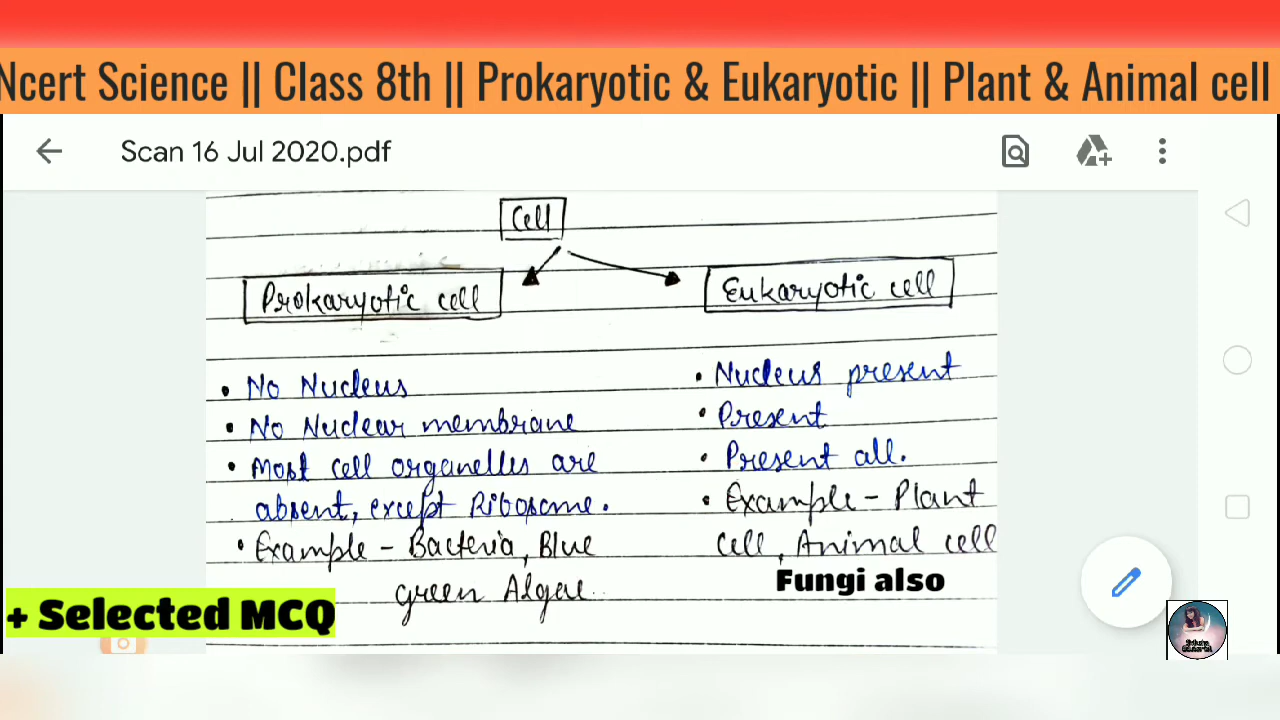 Ncert Science || Class 8th || Prokaryotic & Eukaryotic || Plant & Animal cell
Scan 16 Jul 2020.pdf
Cell
Prokaryotic cell
Eukaryotic cell
• No Nucleus
• No Nuclear membrane
• Most cell organelles are
absent, except Ribosome.
• Example - Bacteria, Blue
green Algae
• Nucleus present
• Present
• Present all.
• Example - Plant
cell, Animal cell
Fungi also
+ Selected MCQ